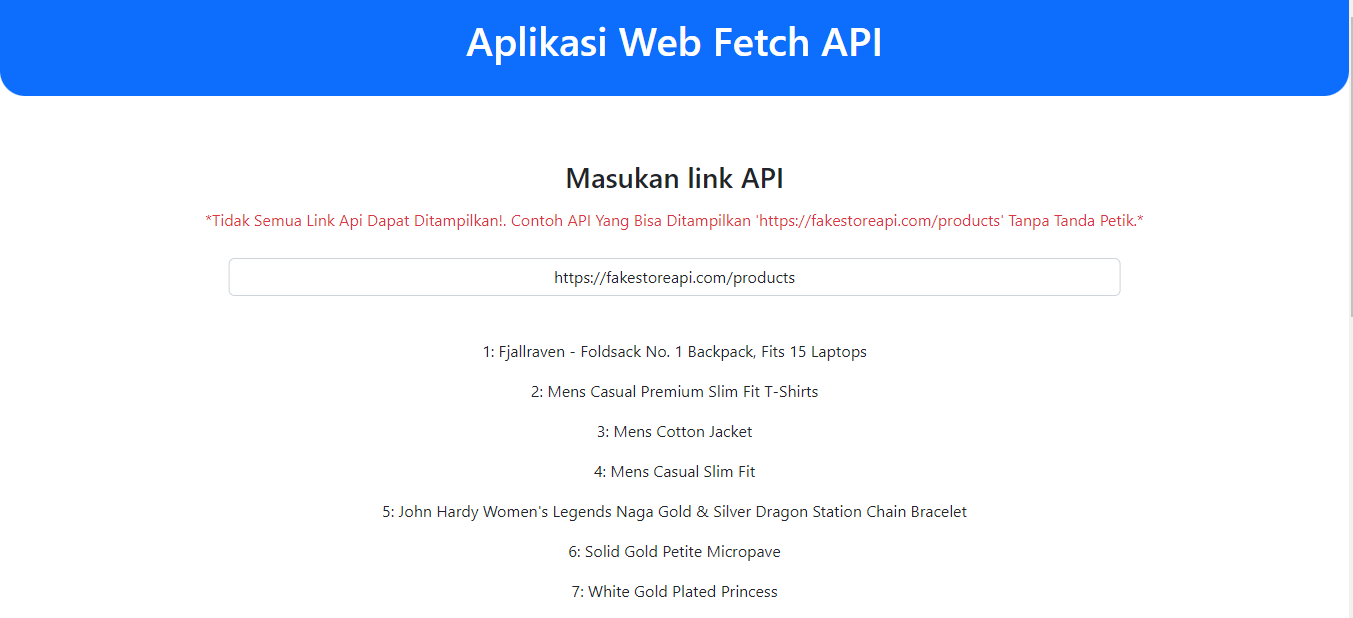 Aplikasi Web Fetch API
Masukan link API
*Tidak Semua Link Api Dapat Ditampilkan!. Contoh API Yang Bisa Ditampilkan 'https://fakestoreapi.com/products' Tanpa Tanda Petik.*
https://fakestoreapi.com/products
1: Fjallraven - Foldsack No. 1 Backpack, Fits 15 Laptops
2: Mens Casual Premium Slim Fit T-Shirts
3: Mens Cotton Jacket
4: Mens Casual Slim Fit
5: John Hardy Women's Legends Naga Gold & Silver Dragon Station Chain Bracelet
6: Solid Gold Petite Micropave
7: White Gold Plated Princess